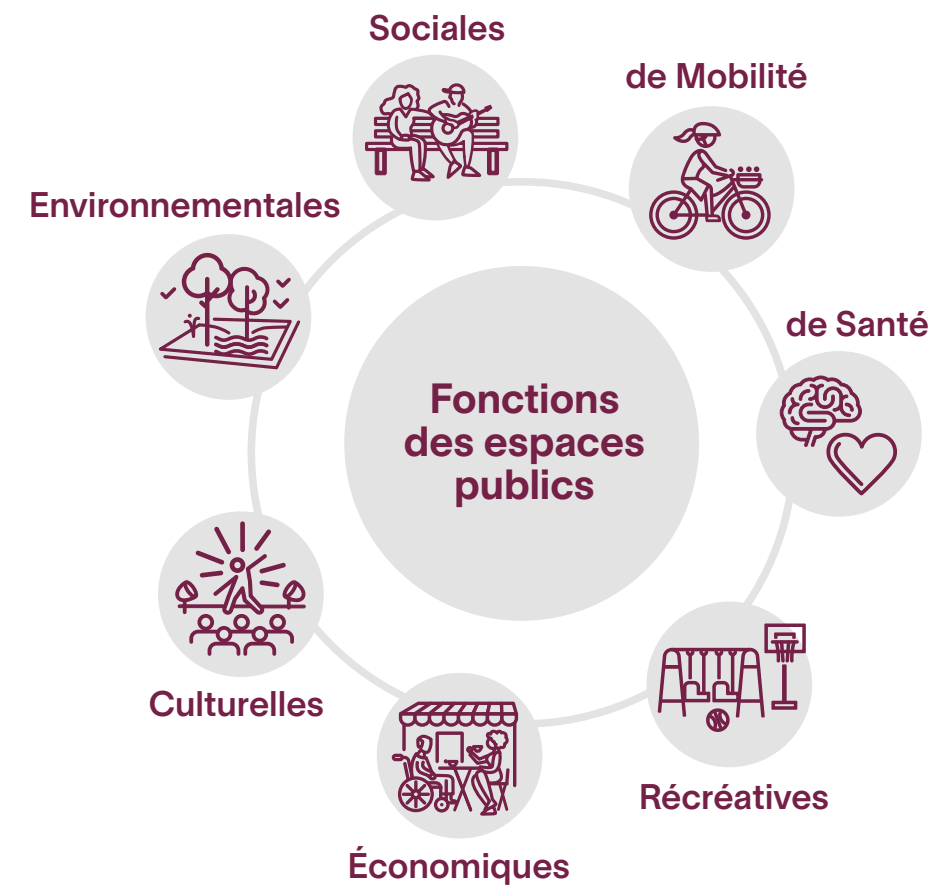 Sociales
de Mobilité
Environnementales
de Santé
Fonctions
des espaces
publics
Culturelles
Récréatives
Économiques